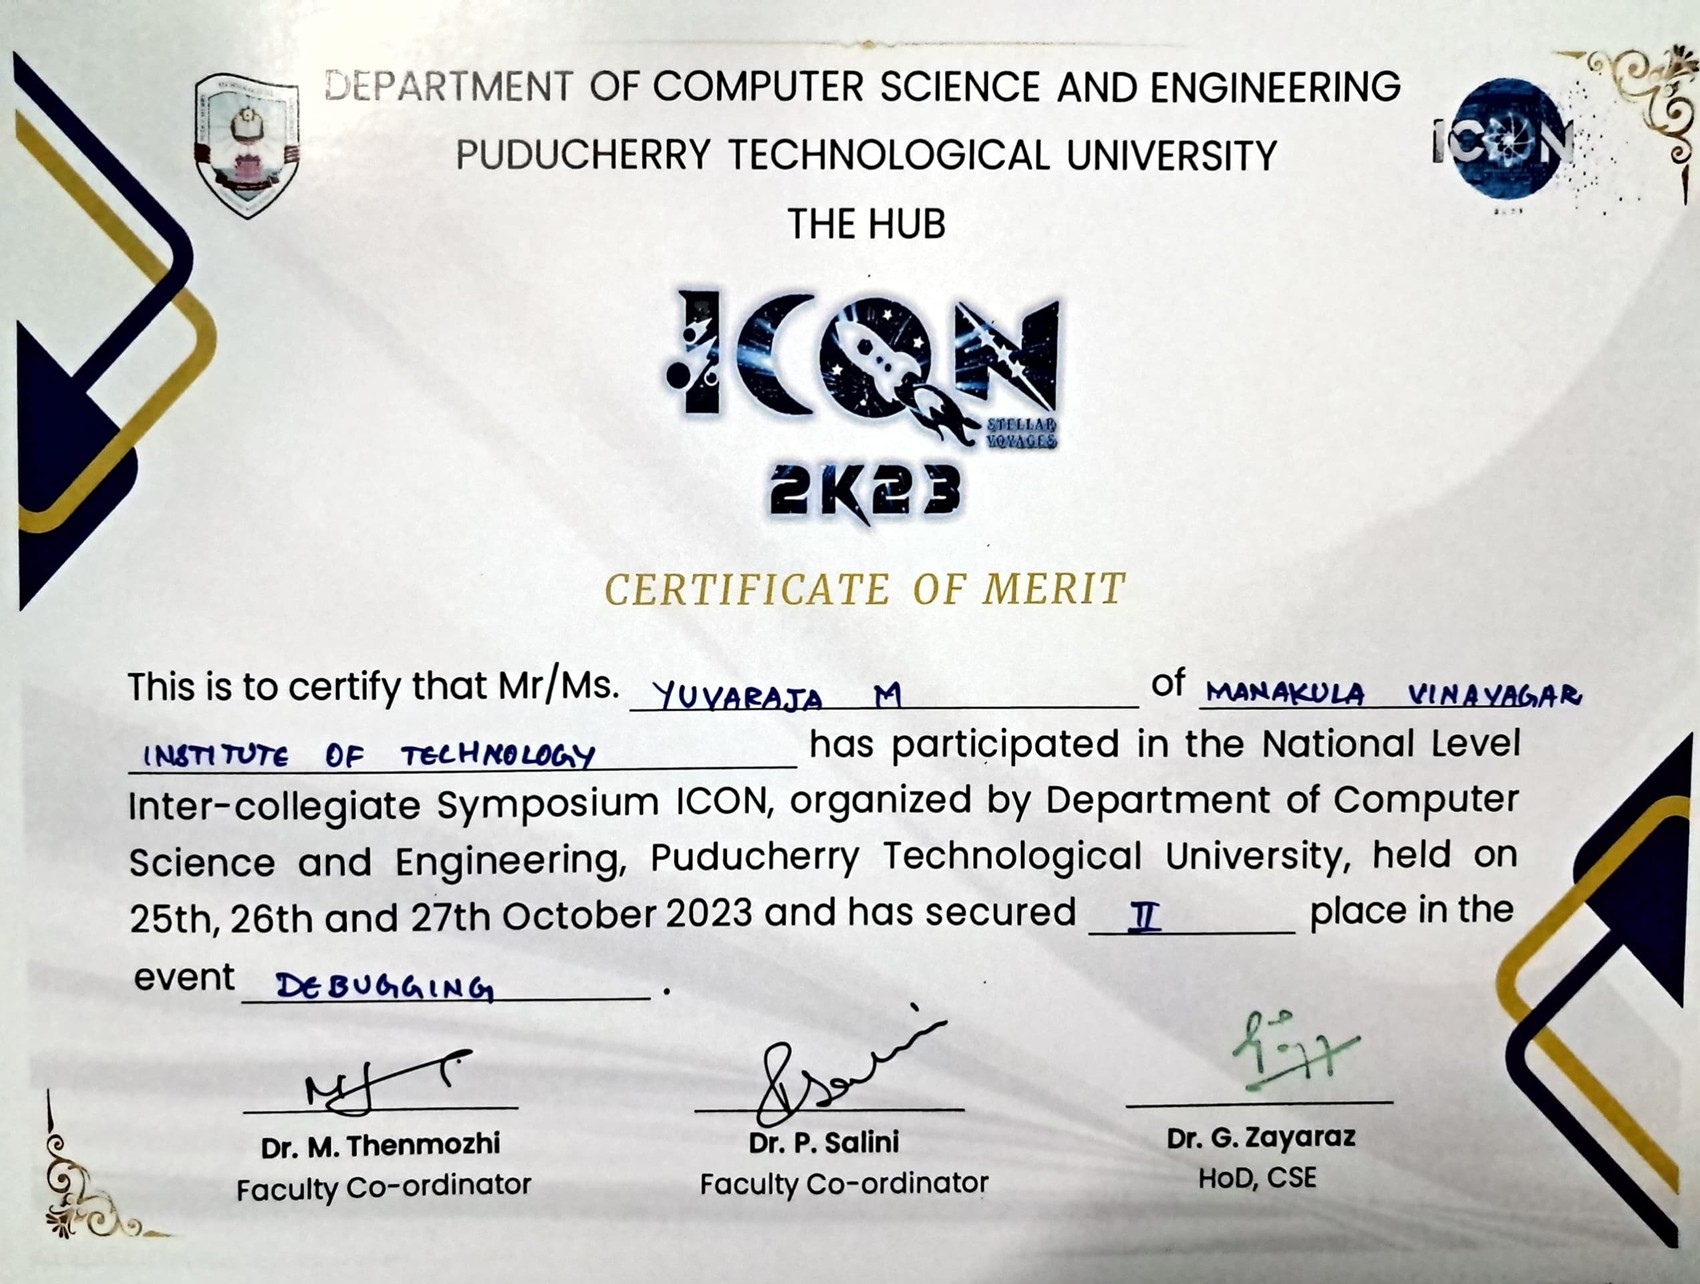 DEPARTMENT OF COMPUTER SCIENCE AND ENGINEERING
PUDUCHERRY TECHNOLOGICAL UNIVERSITY
THE HUB
ICON
ICON
STELLAR
VOYAGES
2K23
CERTIFICATE OF MERIT
This is to certify that Mr/Ms. YUVARAJA M of MANAKULA VINAYAGAR
INSTITUTE OF TECHNOLOGY has participated in the National Level
Inter-collegiate Symposium ICON, organized by Department of Computer
Science and Engineering, Puducherry Technological University, held on
25th, 26th and 27th October 2023 and has secured II place in the
event DEBUGGING.
Dr. M. Thenmozhi
Faculty Co-ordinator
Dr. P. Salini
Faculty Co-ordinator
Dr. G. Zayaraz
HoD, CSE